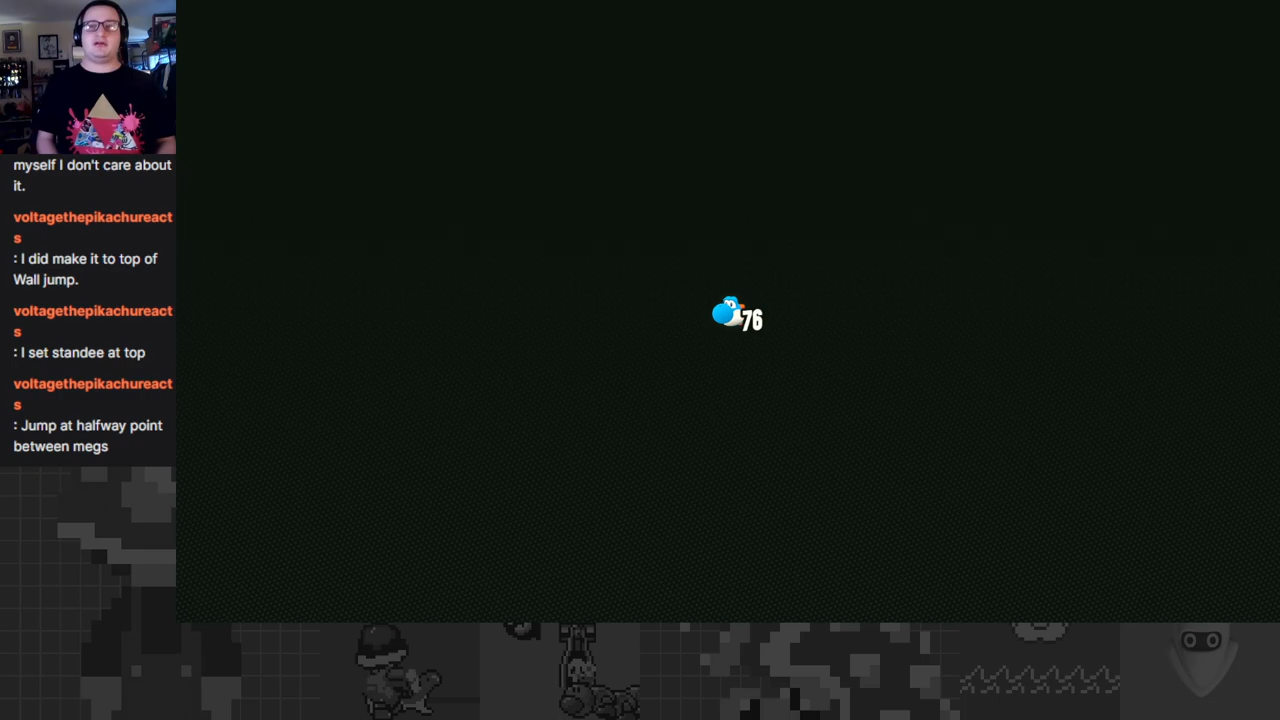 myself I don't care about
it.
voltagethepikachureact
s
: I did make it to top of
Wall jump.
voltagethepikachureact
s
: I set standee at top
voltagethepikachureact
s
: Jump at halfway point
between megs
76